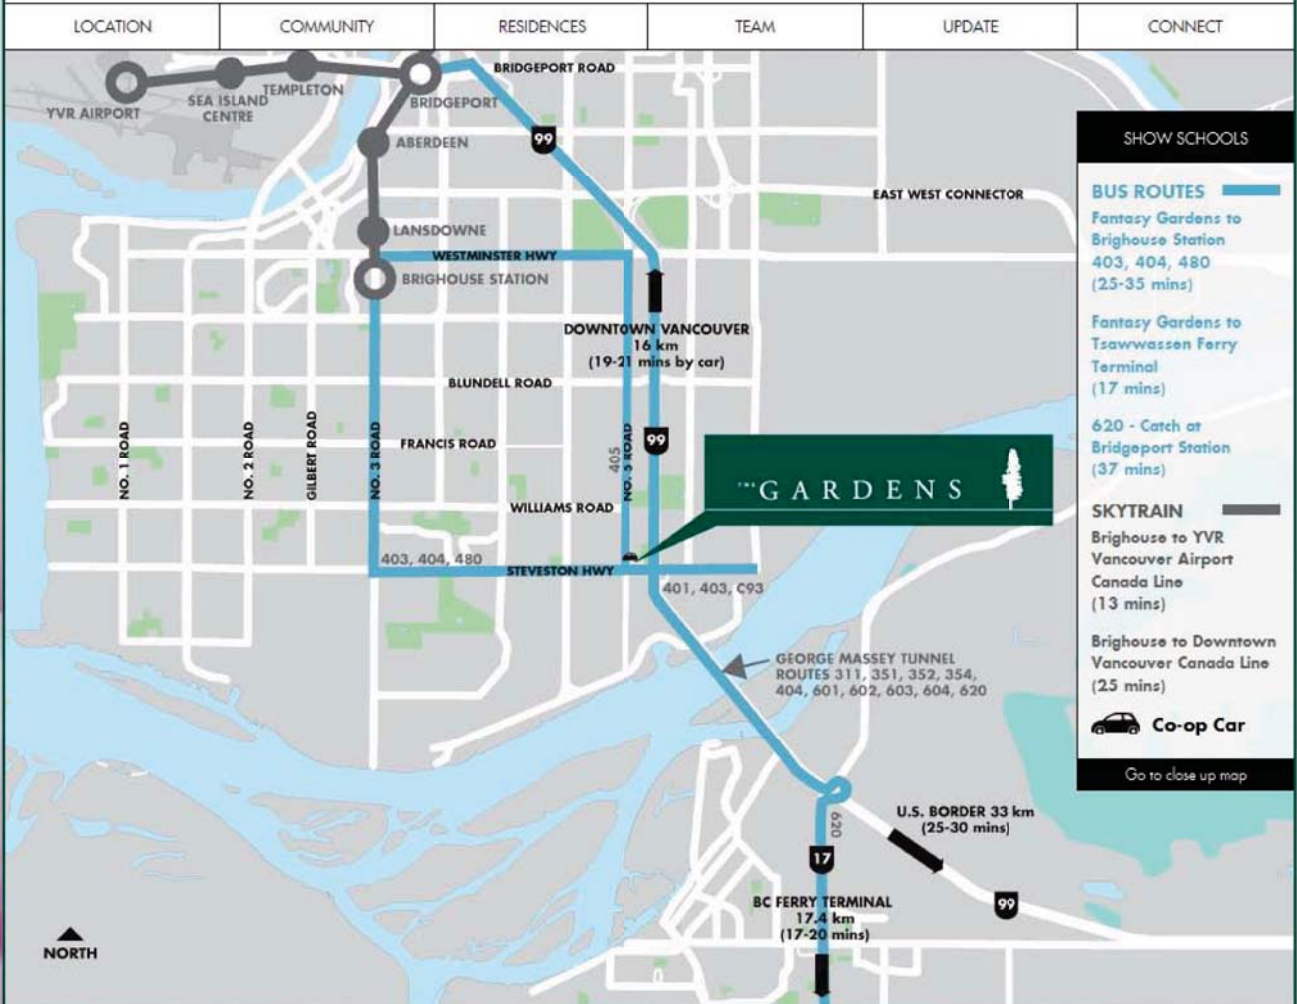 LOCATION
COMMUNITY
RESIDENCES
TEAM
UPDATE
CONNECT
BRIDGEPORT ROAD
YVR AIRPORT
SEA ISLAND
CENTRE
TEMPLETON
BRIDGEPORT
99
ABERDEEN
EAST WEST CONNECTOR
LANSDOWNE
WESTMINSTER HWY
BRIGHOUSE STATION
DOWNTOWN VANCOUVER
16 km
(19-21 mins by car)
BLUNDELL ROAD
NO. 1 ROAD
NO. 2 ROAD
GILBERT ROAD
NO. 3 ROAD
FRANCIS ROAD
405
NO. 5 ROAD
99
THE GARDENS
WILLIAMS ROAD
403, 404, 480
STEVESTON HWY
401, 403, C93
GEORGE MASSEY TUNNEL
ROUTES 311, 351, 352, 354,
404, 601, 602, 603, 604, 620
620
U.S. BORDER 33 km
(25-30 mins)
17
99
BC FERRY TERMINAL
17.4 km
(17-20 mins)
NORTH
SHOW SCHOOLS
BUS ROUTES
Fantasy Gardens to
Brighouse Station
403, 404, 480
(25-35 mins)
Fantasy Gardens to
Tsawwassen Ferry
Terminal
(17 mins)
620 - Catch at
Bridgeport Station
(37 mins)
SKYTRAIN
Brighouse to YVR
Vancouver Airport
Canada Line
(13 mins)
Brighouse to Downtown
Vancouver Canada Line
(25 mins)
Co-op Car
Go to close up map